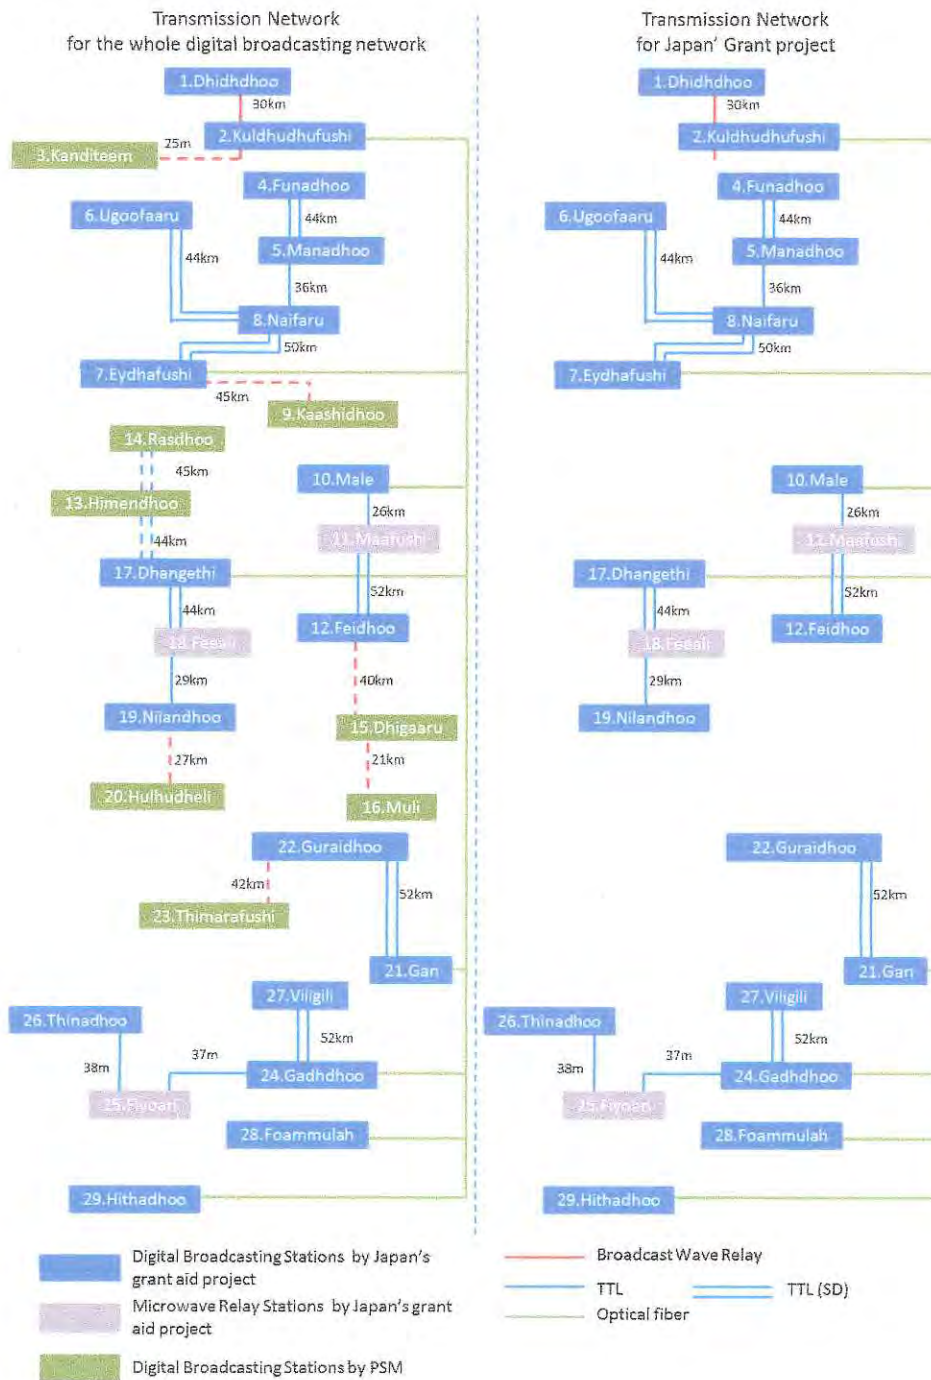 Transmission Network
for the whole digital broadcasting network
1.Dhidhdhoo
30km
2.Kuldhudhufushi
25m
3.Kanditeem
4.Funadhoo
6.Ugoofaaru
44km
44km
5.Manadhoo
36km
8.Naifaru
50km
7.Eydhafushi
45km
9.Kaashidhoo
14.Rasdhoo
45km
10.Male
13.Himendhoo
26km
11.Maafushi
44km
17.Dhangethi
52km
44km
12.Feidhoo
18.Feeali
29km
40km
19.Nilandhoo
15.Dhigaaru
27km
21km
20.Hulhudheli
16.Muli
22.Guraidhoo
42km
52km
23.Thimarafushi
21.Gan
27.Viligili
26.Thinadhoo
52km
37m
38m
24.Gadhdhoo
25.Fiyoari
28.Foammulah
29.Hithadhoo
Transmission Network
for Japan' Grant project
1.Dhidhdhoo
30km
2.Kuldhudhufushi
4.Funadhoo
6.Ugoofaaru
44km
44km
5.Manadhoo
36km
8.Naifaru
50km
7.Eydhafushi
10.Male
26km
11.Maafushi
17.Dhangethi
52km
44km
12.Feidhoo
18.Feeali
29km
19.Nilandhoo
22.Guraidhoo
52km
21.Gan
27.Viligili
26.Thinadhoo
52km
37m
38m
24.Gadhdhoo
25.Fiyoari
28.Foammulah
29.Hithadhoo
Digital Broadcasting Stations by Japan's
grant aid project
Microwave Relay Stations by Japan's grant
aid project
Digital Broadcasting Stations by PSM
Broadcast Wave Relay
TTL
TTL (SD)
Optical fiber